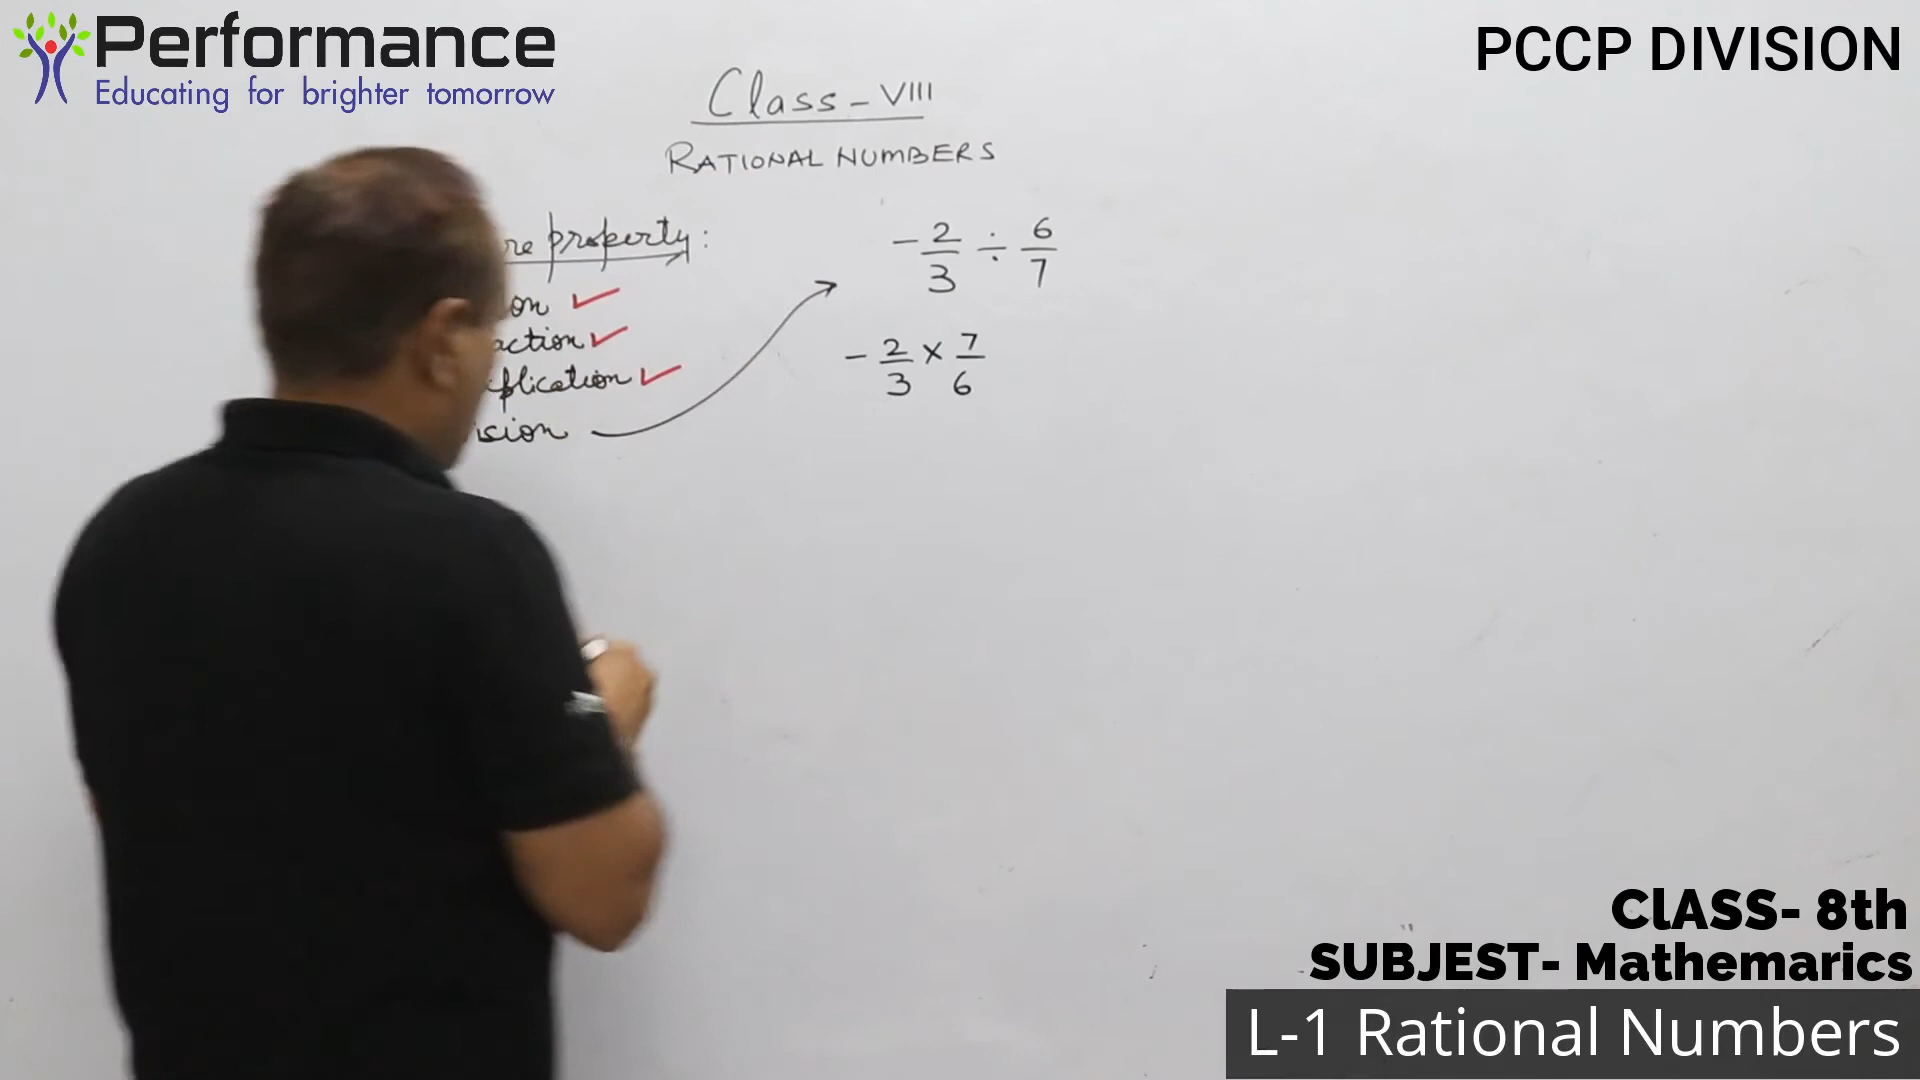 Performance
Educating for brighter tomorrow
PCCP DIVISION
Class - VIII
RATIONAL NUMBERS
property:
- 2/3 ÷ 6/7
- 2/3 × 7/6
ClASS- 8th
SUBJEST- Mathemarics
L-1 Rational Numbers